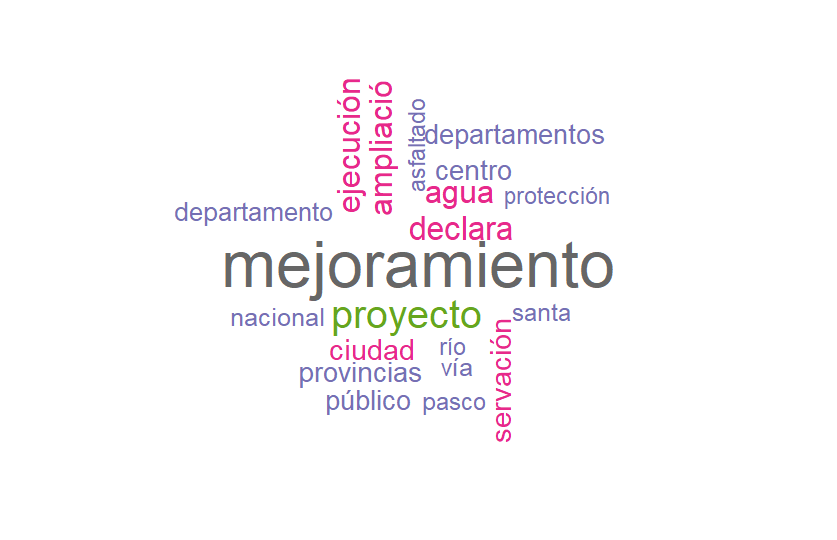 ejecución
ampliació
asfaltado
departamentos
centro
agua
protección
departamento
declara
mejoramiento
nacional
proyecto
santa
ciudad
río
provincias
vía
público
pasco
servación